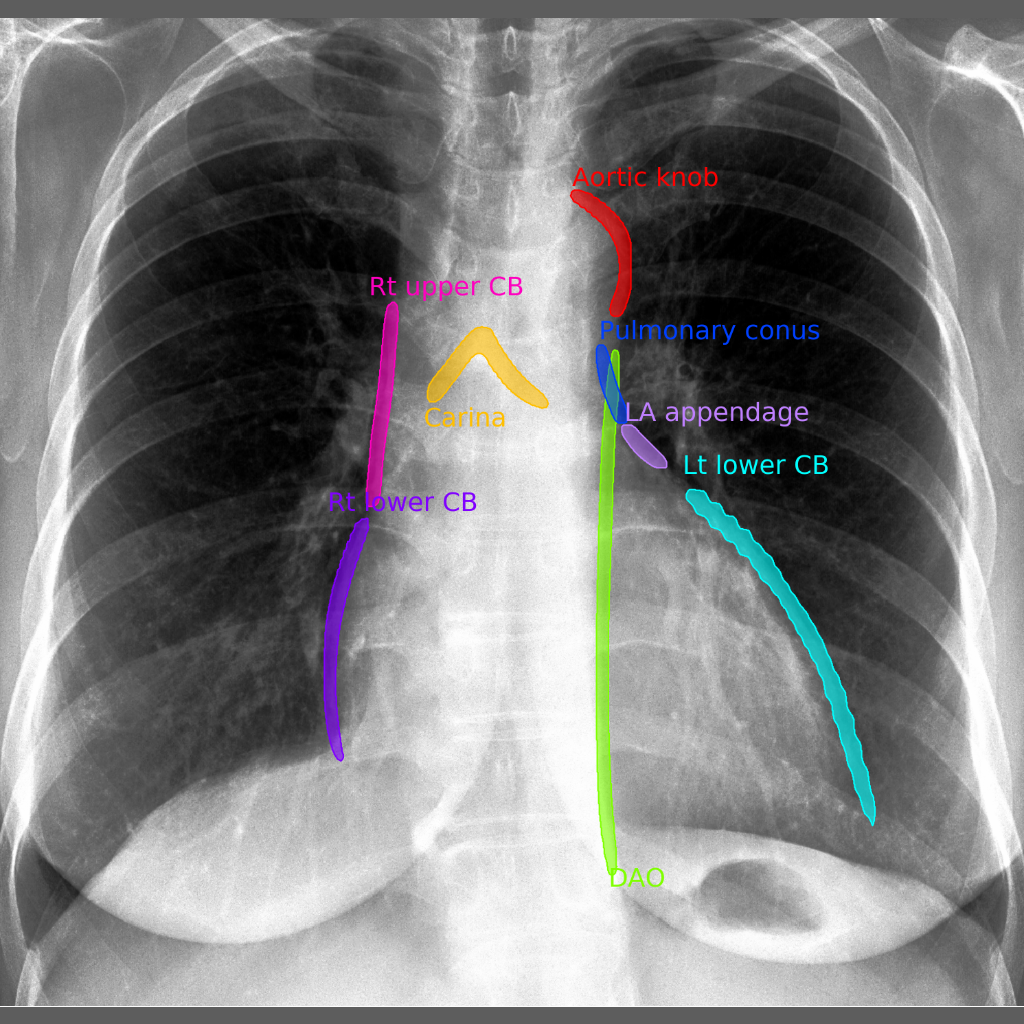 Aortic knob
Rt upper CB
Pulmonary conus
Carina
LA appendage
Lt lower CB
Rt lower CB
DAO